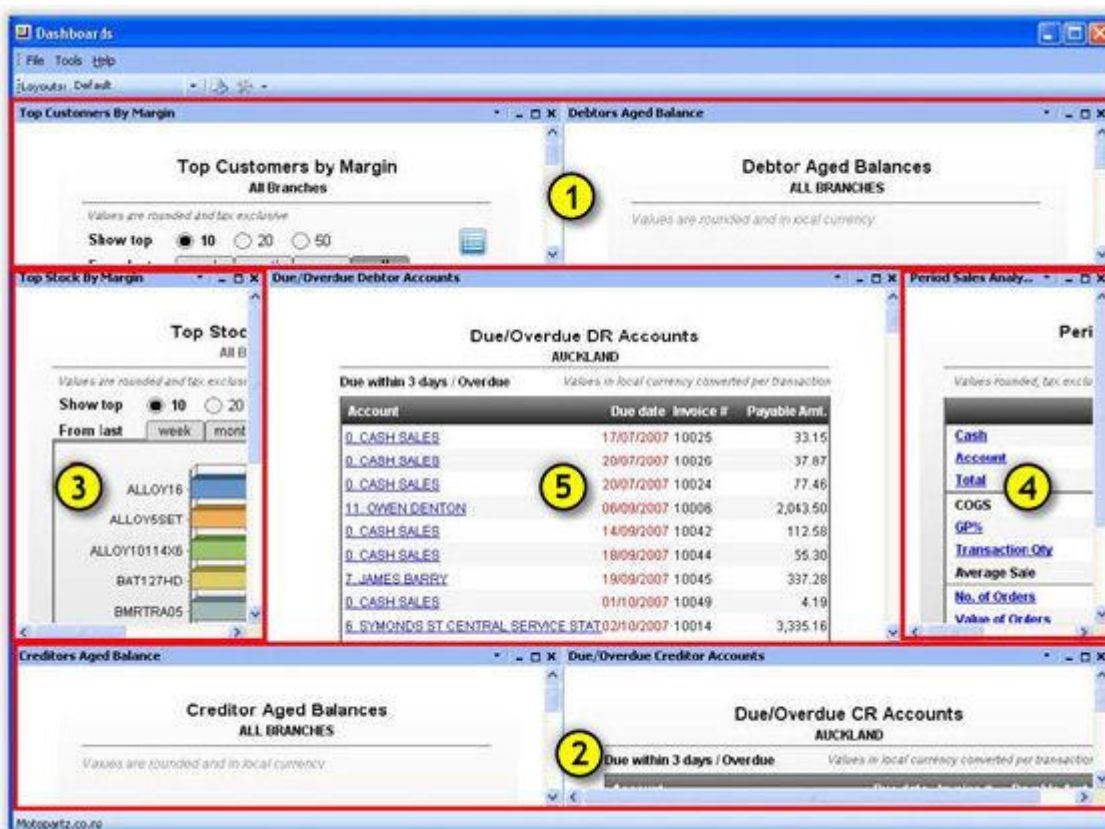 Dashboards
File Tools Help
Layouts: Default
Top Customers By Margin
Debtors Aged Balance
Top Customers by Margin
All Branches
Values are rounded and tax exclusive
Show top 10 20 50
Debtor Aged Balances
ALL BRANCHES
Values are rounded and in local currency
1
Top Stock By Margin
Due/Overdue Debtor Accounts
Period Sales Analy...
Top Stoc
All B
Values are rounded and tax exclus
Show top 10 20
From last week mont
ALLOY16
ALLOY5SET
ALLOY10114X6
BAT127HD
BMRTRA05
3
Due/Overdue DR Accounts
AUCKLAND
Due within 3 days / Overdue Values in local currency converted per transaction
Account Due date Invoice # Payable Amt.
0. CASH SALES 17/07/2007 10025 33.15
0. CASH SALES 20/07/2007 10026 37.87
0. CASH SALES 20/07/2007 10024 77.46
11. OWEN DENTON 06/09/2007 10006 2,043.50
0. CASH SALES 14/09/2007 10042 112.58
0. CASH SALES 18/09/2007 10044 55.30
7. JAMES BARRY 19/09/2007 10045 337.28
0. CASH SALES 01/10/2007 10049 4.19
6. SYMONDS ST CENTRAL SERVICE STAT 02/10/2007 10014 3,335.16
5
Peri
Values rounded, tax exclu
Cash
Account
Total
COGS
GP%
Transaction Qty
Average Sale
No. of Orders
Value of Orders
4
Creditors Aged Balance
Due/Overdue Creditor Accounts
Creditor Aged Balances
ALL BRANCHES
Values are rounded and in local currency
Due/Overdue CR Accounts
AUCKLAND
2
Due within 3 days / Overdue Values in local currency converted per transaction
Motopartz.co.nz